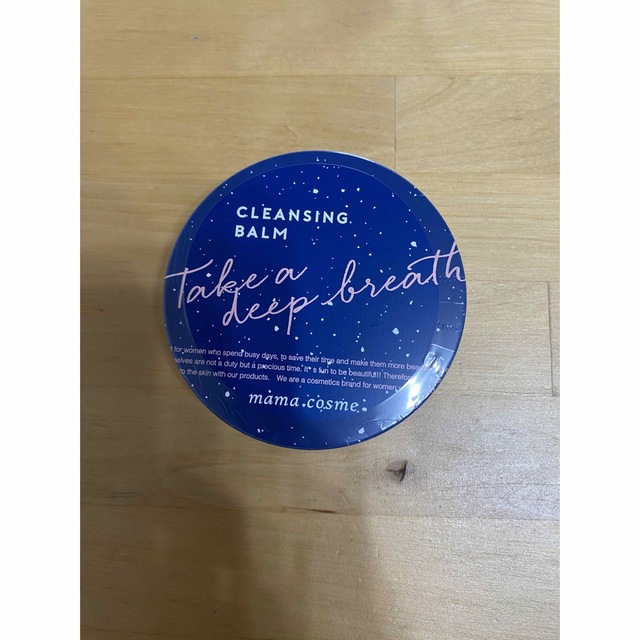 CLEANSING
BALM
Take a
deep breath
for women who spend busy days, to save their time and make them more
selves are not a duty but a precious time. It's fun to be beautiful!! Therefore
to the skin with our products. We are a cosmetics brand for women
mama.cosme